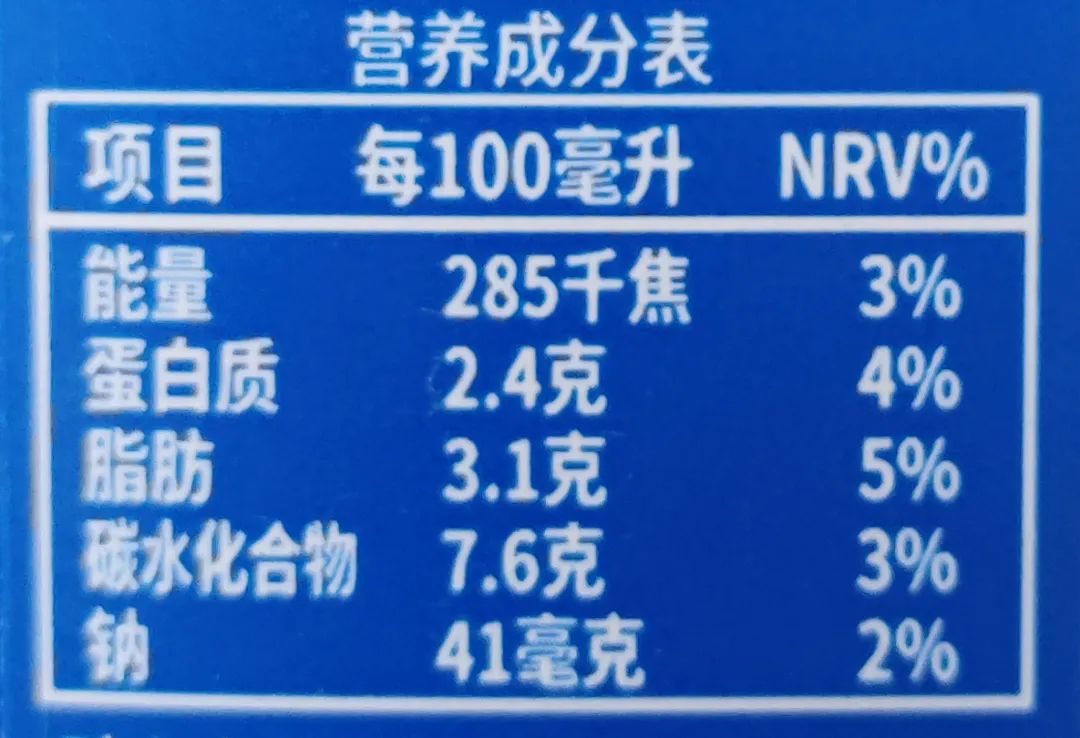 营养成分表
项目 每100毫升 NRV%
能量 285千焦 3%
蛋白质 2.4克 4%
脂肪 3.1克 5%
碳水化合物 7.6克 3%
钠 41毫克 2%